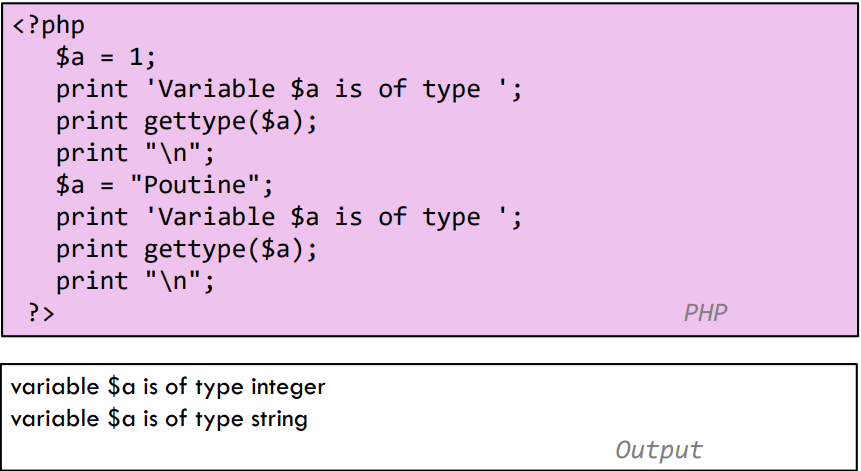 <?php
$a = 1;
print 'Variable $a is of type ';
print gettype($a);
print "\n";
$a = "Poutine";
print 'Variable $a is of type ';
print gettype($a);
print "\n";
?>
PHP
variable $a is of type integer
variable $a is of type string
Output